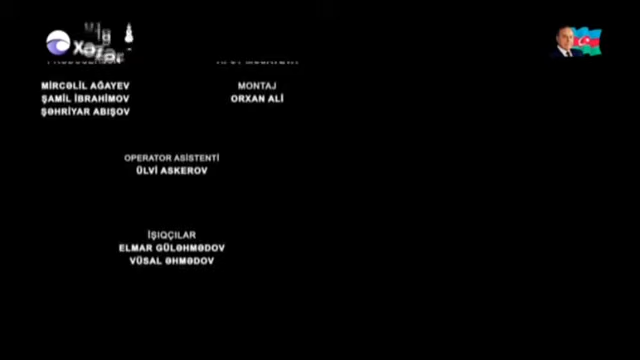 Xəzər
MİRCƏLİL AĞAYEV
ŞAMİL İBRAHİMOV
ŞƏHRİYAR ABIŞOV
MONTAJ
ORXAN ALİ
OPERATOR ASİSTENTİ
ÜLVİ ASKEROV
İŞIQÇILAR
ELMAR GÜLƏHMƏDOV
VÜSAL ƏHMƏDOV